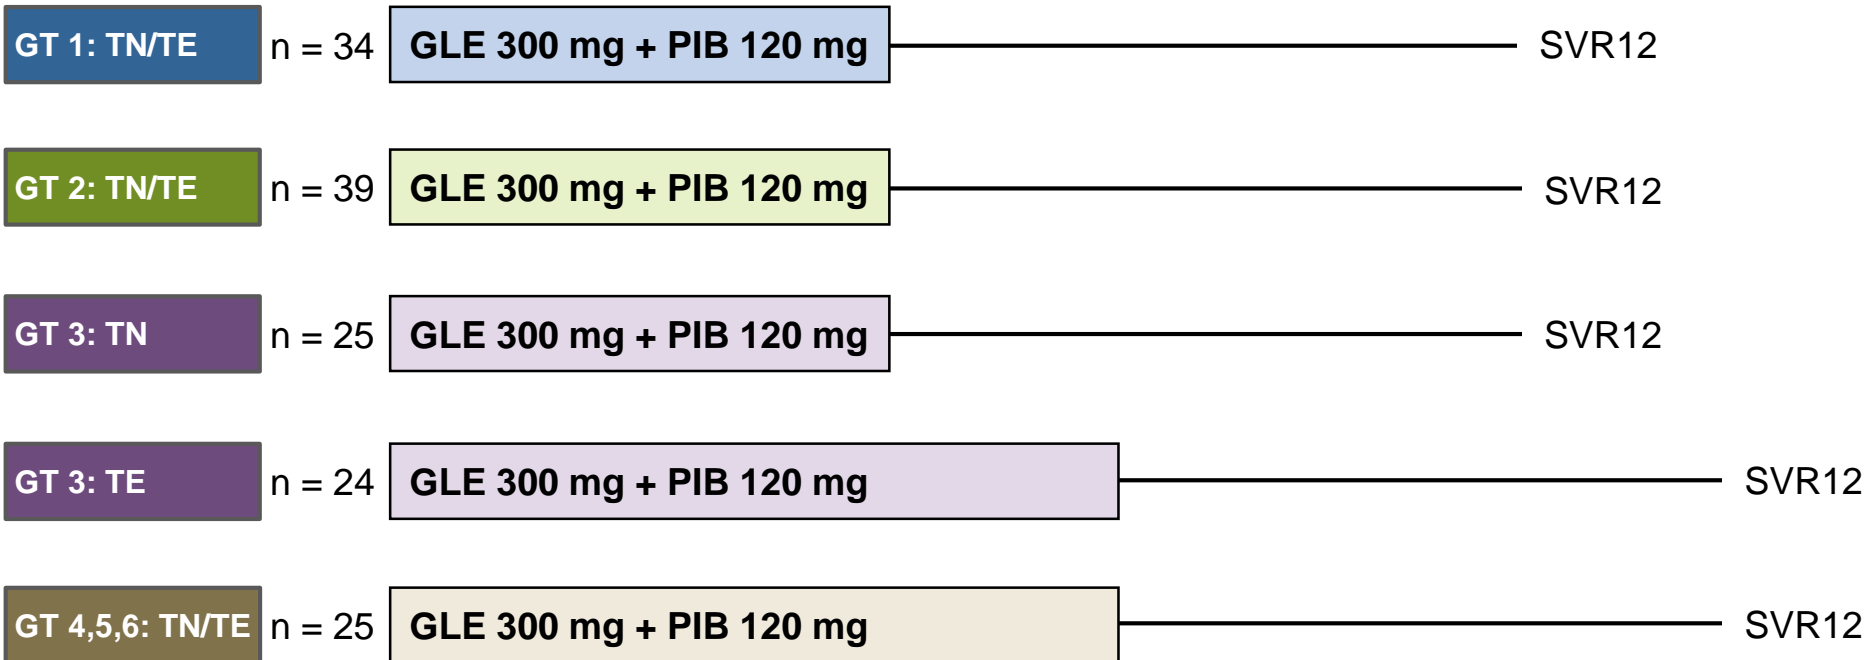 GT 1: TN/TE n = 34 GLE 300 mg + PIB 120 mg SVR12
GT 2: TN/TE n = 39 GLE 300 mg + PIB 120 mg SVR12
GT 3: TN n = 25 GLE 300 mg + PIB 120 mg SVR12
GT 3: TE n = 24 GLE 300 mg + PIB 120 mg SVR12
GT 4,5,6: TN/TE n = 25 GLE 300 mg + PIB 120 mg SVR12